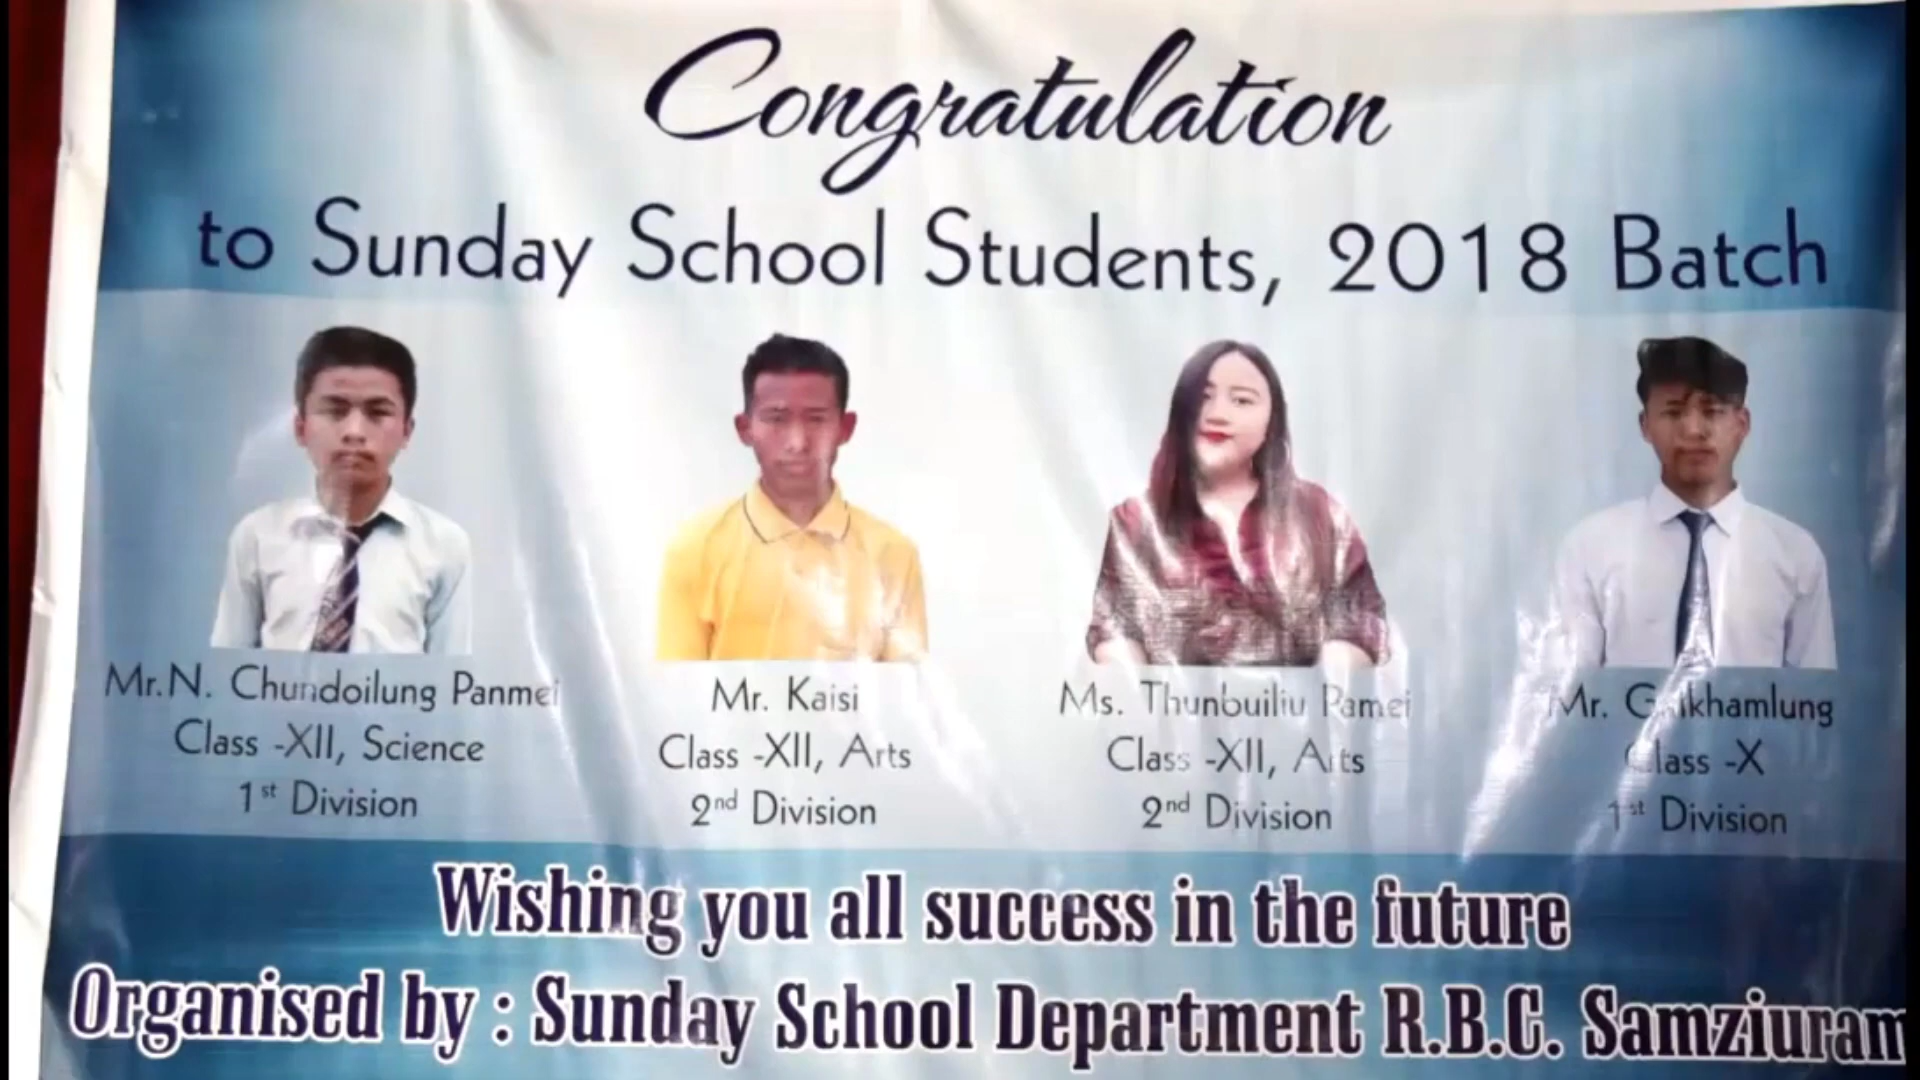 Congratulation
to Sunday School Students, 2018 Batch
Mr.N. Chundoilung Panmei
Class -XII, Science
1st Division
Mr. Kaisi
Class -XII, Arts
2nd Division
Ms. Thunbuiliu Pamei
Class -XII, Arts
2nd Division
Mr.
Class -X
1st Division
Wishing you all success in the future
Organised by : Sunday School Department R.B.C. Samziuram